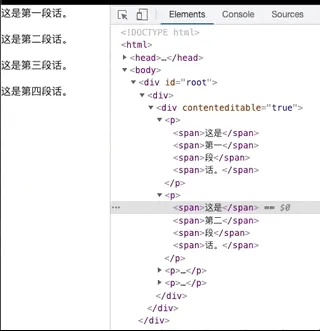 这是第一段话。
这是第二段话。
这是第三段话。
这是第四段话。
Elements Console Sources
<!DOCTYPE html>
<html>
<head>…</head>
<body>
<div id="root">
<div>
<div contenteditable="true">
<p>
<span>这是</span>
<span>第一</span>
<span>段</span>
<span>话。</span>
</p>
<p>
<span>这是</span> == $0
<span>第二</span>
<span>段</span>
<span>话。</span>
</p>
<p>…</p>
<p>…</p>
</div>
</div>
</div>